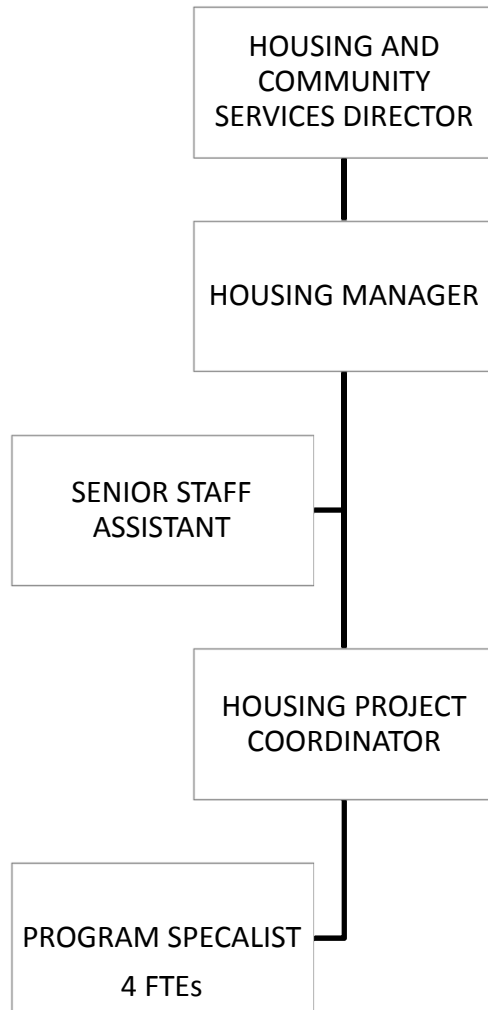 HOUSING AND
COMMUNITY
SERVICES DIRECTOR
HOUSING MANAGER
SENIOR STAFF
ASSISTANT
HOUSING PROJECT
COORDINATOR
PROGRAM SPECALIST
4 FTEs